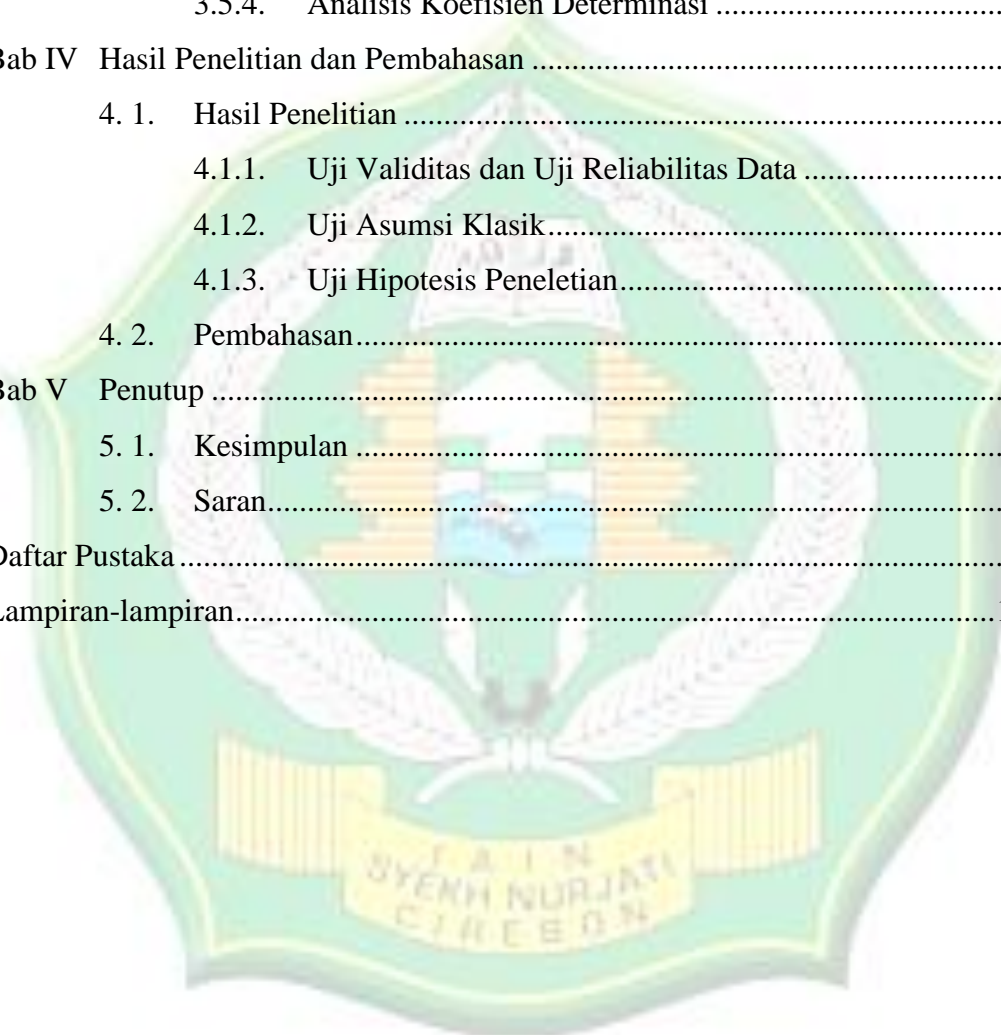 3.5.4. Analisis Koefisien Determinasi ....................................
Bab IV Hasil Penelitian dan Pembahasan ............................................................
4. 1. Hasil Penelitian ..............................................................................
4.1.1. Uji Validitas dan Uji Reliabilitas Data .........................
4.1.2. Uji Asumsi Klasik..........................................................
4.1.3. Uji Hipotesis Peneletian.................................................
4. 2. Pembahasan....................................................................................
Bab V Penutup ....................................................................................................
5. 1. Kesimpulan ....................................................................................
5. 2. Saran...............................................................................................
Daftar Pustaka .......................................................................................................
Lampiran-lampiran................................................................................................
I A I N
SYEKH NURJATI
CIREBON